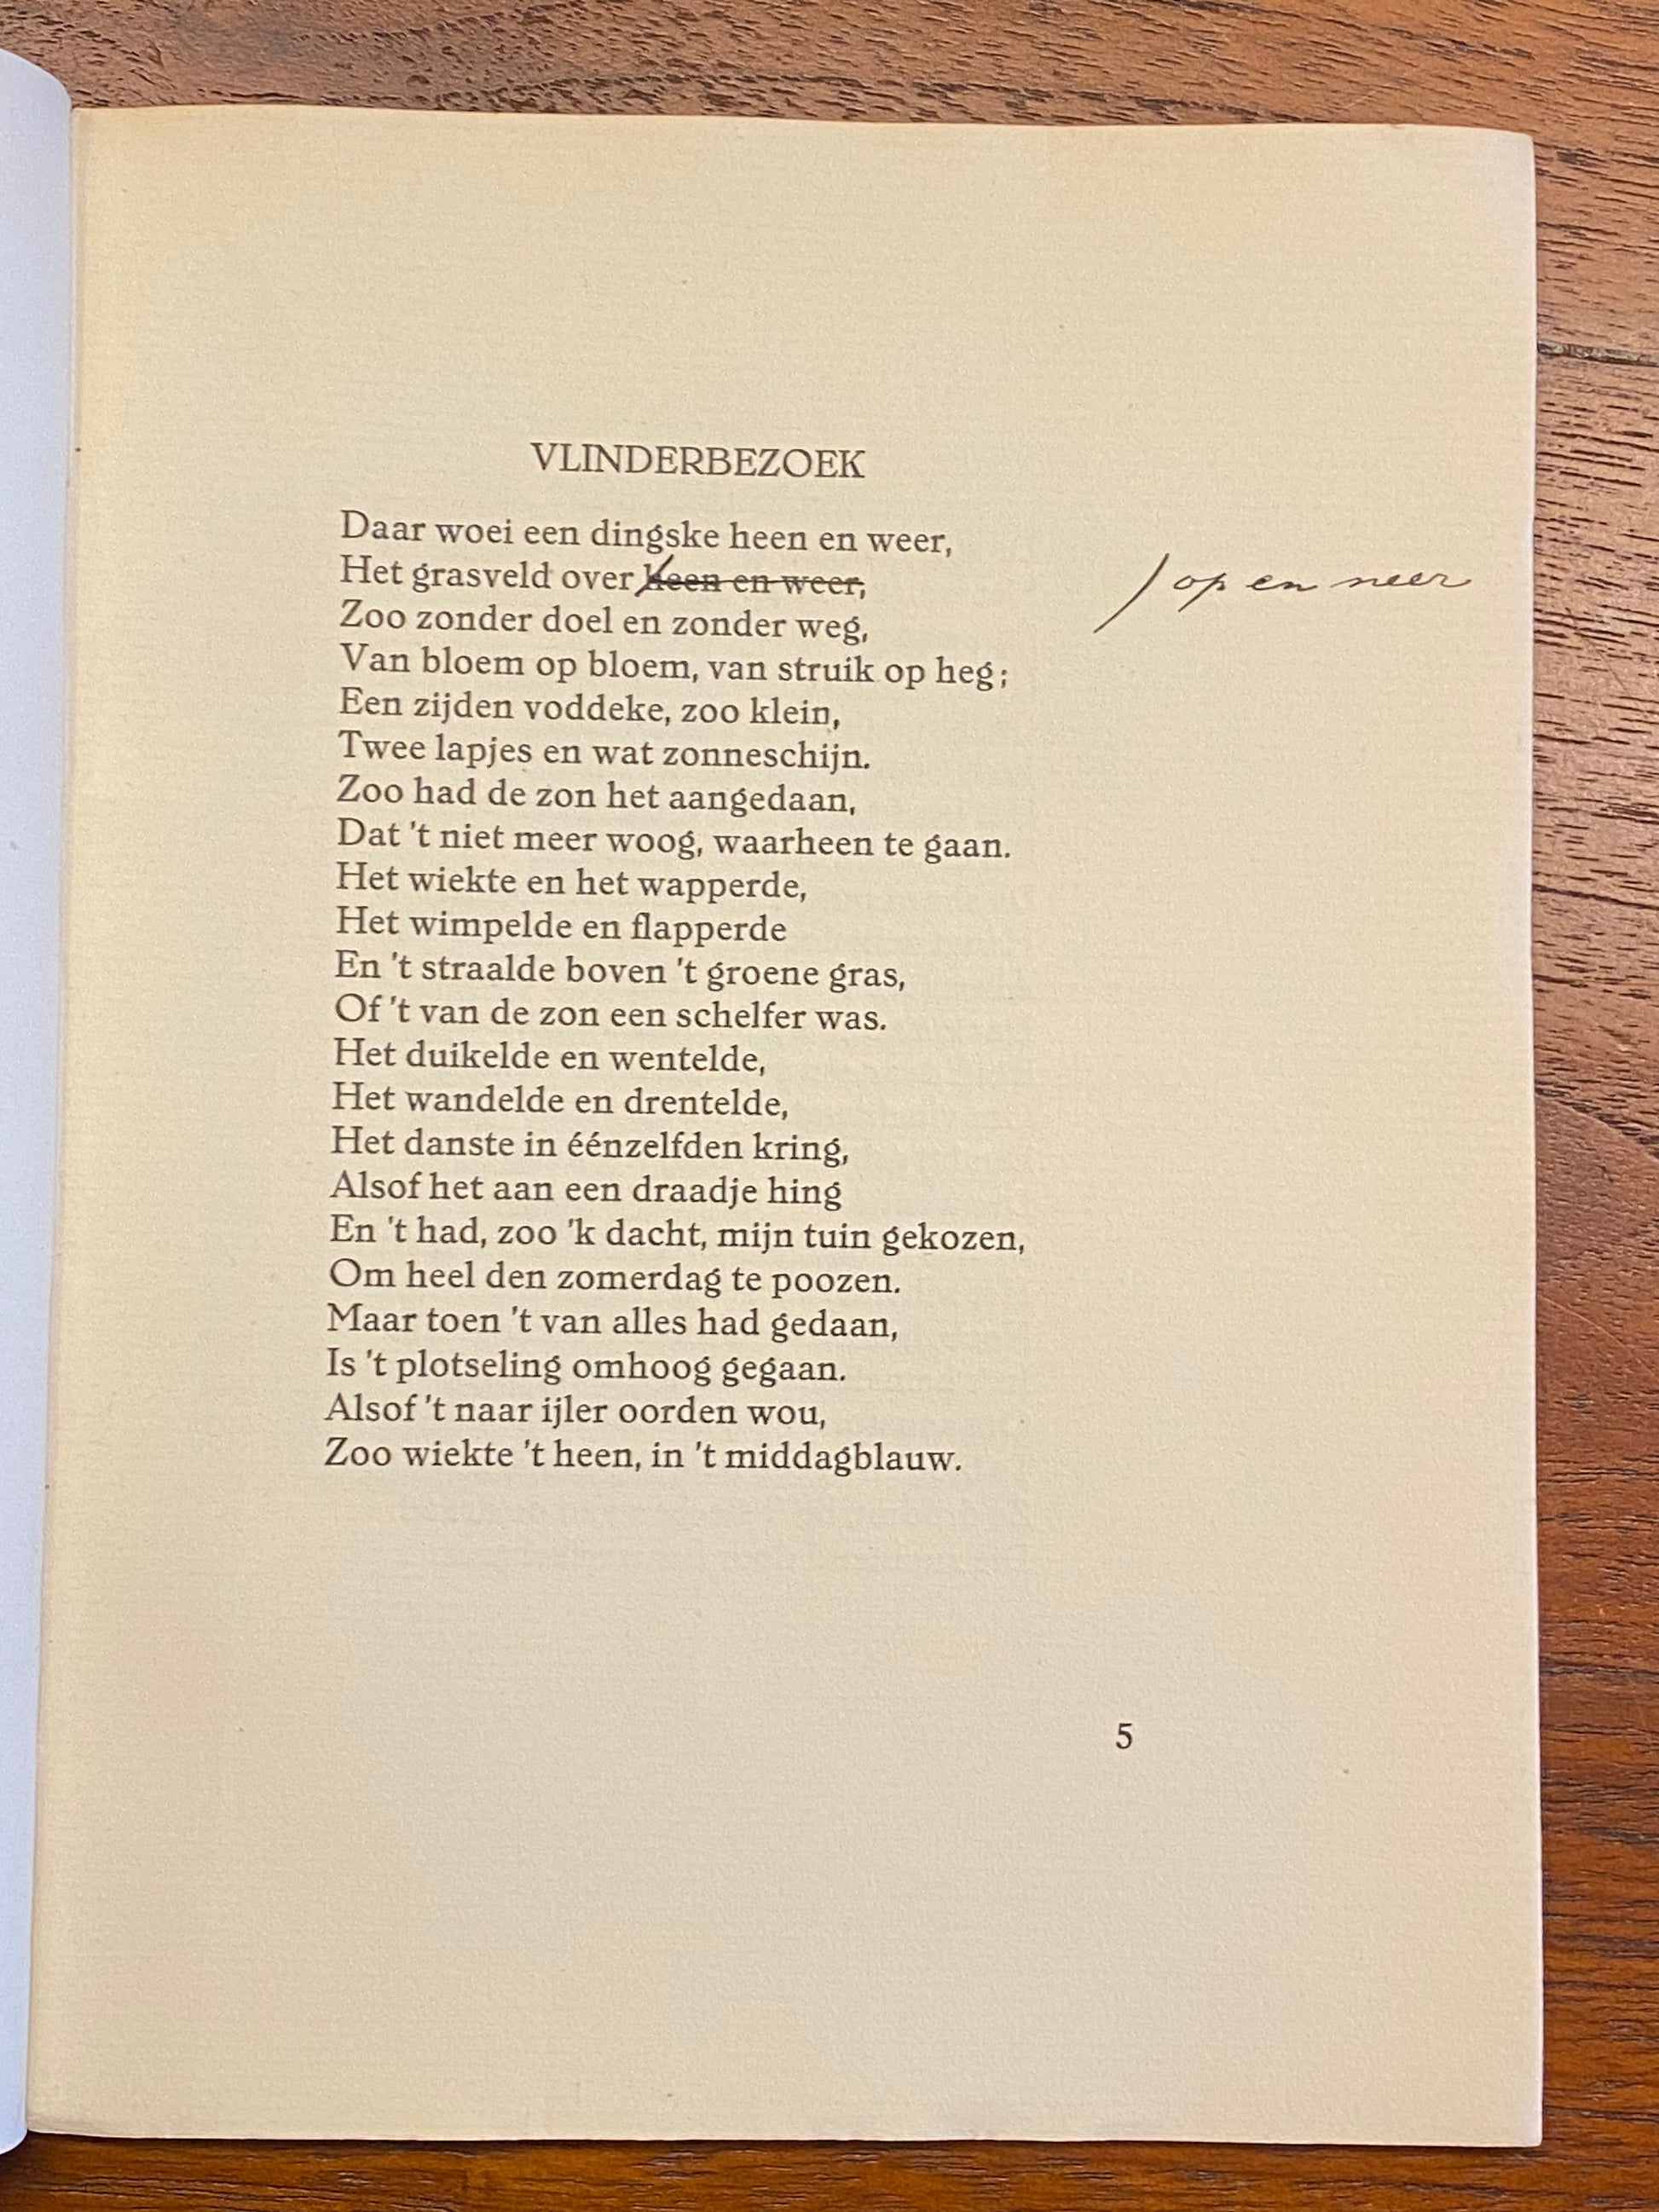 VLINDERBEZOEK
Daar woei een dingske heen en weer,
Het grasveld over heen en weer, / op en neer
Zoo zonder doel en zonder weg,
Van bloem op bloem, van struik op heg;
Een zijden voddeke, zoo klein,
Twee lapjes en wat zonneschijn.
Zoo had de zon het aangedaan,
Dat 't niet meer woog, waarheen te gaan.
Het wiekte en het wapperde,
Het wimpelde en flapperde
En 't straalde boven 't groene gras,
Of 't van de zon een schelfer was.
Het duikelde en wentelde,
Het wandelde en drentelde,
Het danste in éénzelfden kring,
Alsof het aan een draadje hing
En 't had, zoo 'k dacht, mijn tuin gekozen,
Om heel den zomerdag te poozen.
Maar toen 't van alles had gedaan,
Is 't plotseling omhoog gegaan.
Alsof 't naar ijler oorden wou,
Zoo wiekte 't heen, in 't middagblauw.
5